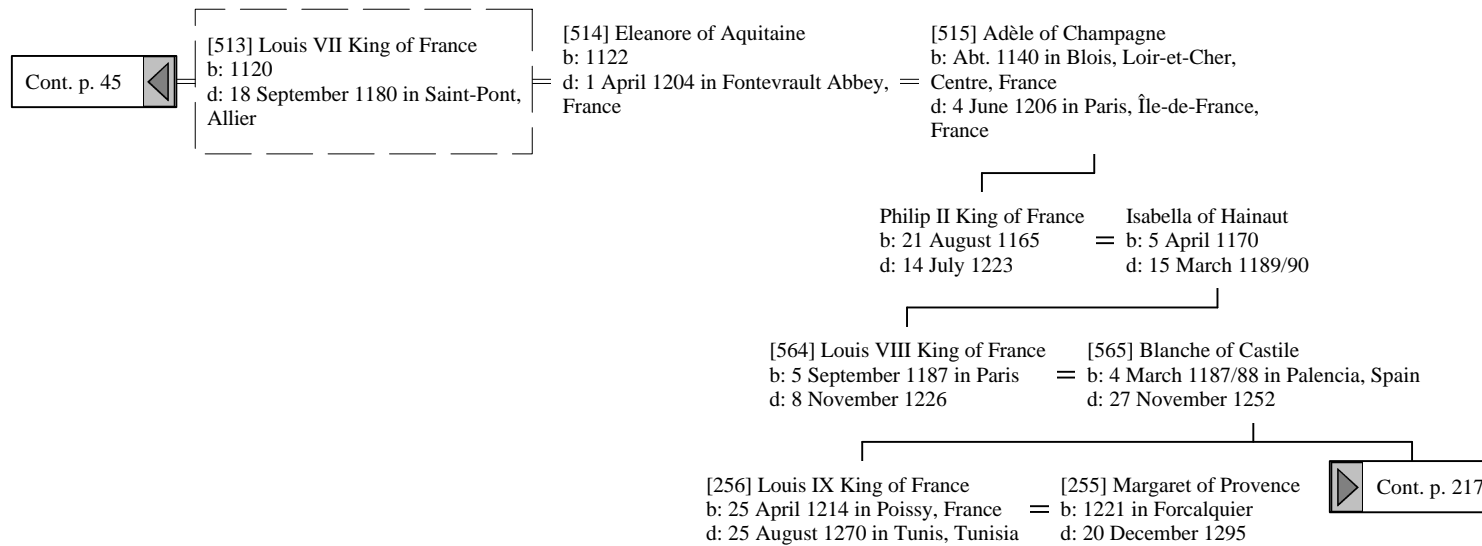 Cont. p. 45
[513] Louis VII King of France
b: 1120
d: 18 September 1180 in Saint-Pont,
Allier
=
[514] Eleanore of Aquitaine
b: 1122
d: 1 April 1204 in Fontevrault Abbey,
France
=
[515] Adèle of Champagne
b: Abt. 1140 in Blois, Loir-et-Cher,
Centre, France
d: 4 June 1206 in Paris, Île-de-France,
France
Philip II King of France
b: 21 August 1165
d: 14 July 1223
=
Isabella of Hainaut
b: 5 April 1170
d: 15 March 1189/90
[564] Louis VIII King of France
b: 5 September 1187 in Paris
d: 8 November 1226
=
[565] Blanche of Castile
b: 4 March 1187/88 in Palencia, Spain
d: 27 November 1252
[256] Louis IX King of France
b: 25 April 1214 in Poissy, France
d: 25 August 1270 in Tunis, Tunisia
=
[255] Margaret of Provence
b: 1221 in Forcalquier
d: 20 December 1295
Cont. p. 217